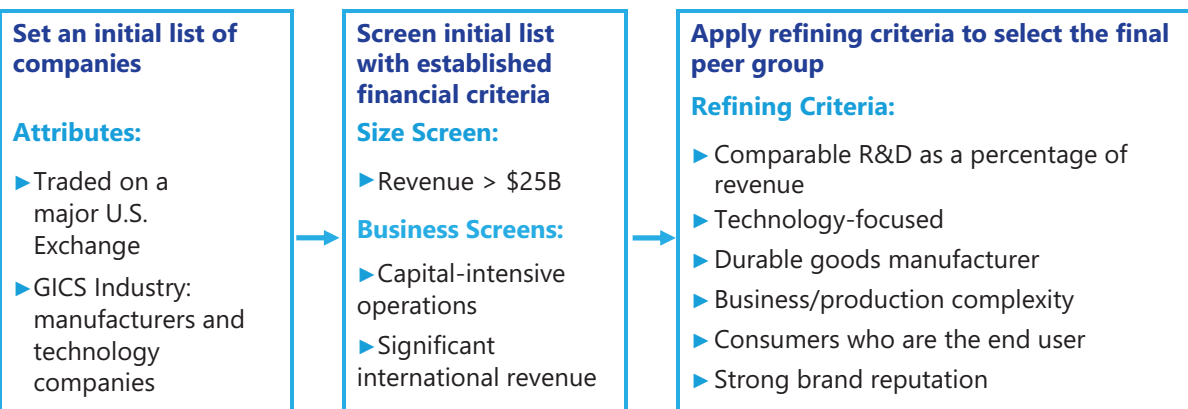 Set an initial list of
companies
Attributes:
►Traded on a
major U.S.
Exchange
►GICS Industry:
manufacturers and
technology
companies
Screen initial list
with established
financial criteria
Size Screen:
►Revenue > $25B
Business Screens:
►Capital-intensive
operations
►Significant
international revenue
Apply refining criteria to select the final
peer group
Refining Criteria:
►Comparable R&D as a percentage of
revenue
►Technology-focused
►Durable goods manufacturer
►Business/production complexity
►Consumers who are the end user
►Strong brand reputation